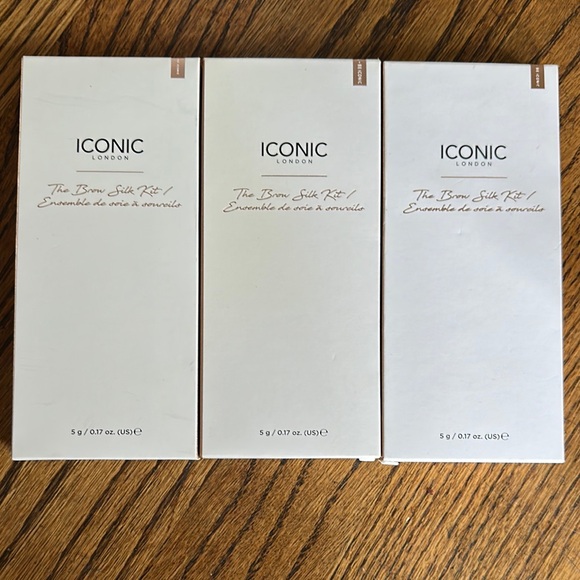 ICONIC
LONDON
The Brow Silk Kit /
Ensemble de soie à sourcils
5 g / 0.17 oz. (US) ℮
ICONIC
LONDON
The Brow Silk Kit /
Ensemble de soie à sourcils
5 g / 0.17 oz. (US) ℮
ICONIC
LONDON
The Brow Silk Kit /
Ensemble de soie à sourcils
5 g / 0.17 oz. (US) ℮